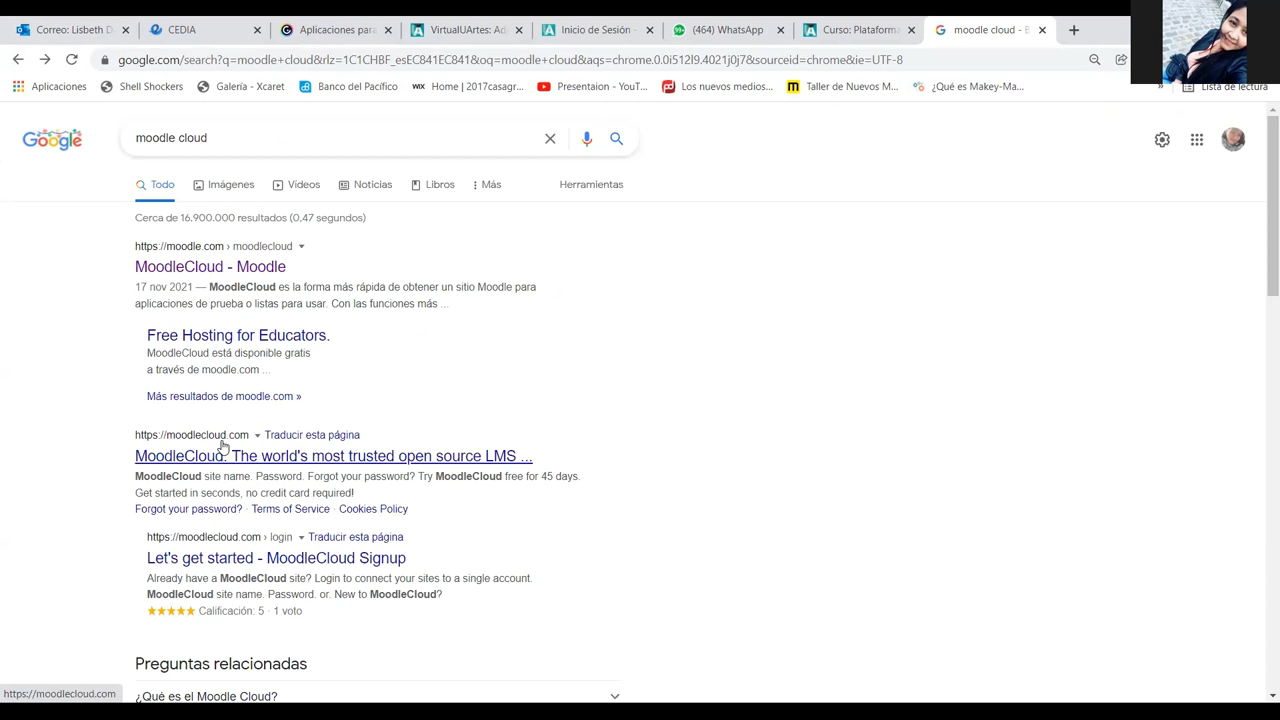 Correo: Lisbeth D
CEDIA
Aplicaciones para
VirtualUTEC: Ac
Inicio de Sesión
(464) WhatsApp
Curso: Plataform
moodle cloud - B
google.com/search?q=moodle+cloud&rlz=1C1CHBF_esEC841EC841&oq=moodle+cloud&aqs=chrome.0.0i512l9.4021j0j7&sourceid=chrome&ie=UTF-8
Aplicaciones
Shell Shockers
Galería - Xcaret
Banco del Pacífico
WIX Home | 2017casagr...
Presentaion - YouT...
Los nuevos medios...
Taller de Nuevos M...
¿Qué es Makey-Ma...
»
Lista de lectura
Google
moodle cloud
Todo
Imágenes
Videos
Noticias
Libros
Más
Herramientas
Cerca de 16.900.000 resultados (0,47 segundos)
https://moodle.com › moodlecloud
MoodleCloud - Moodle
17 nov 2021 — MoodleCloud es la forma más rápida de obtener un sitio Moodle para
aplicaciones de prueba o listas para usar. Con las funciones más ...
Free Hosting for Educators.
MoodleCloud está disponible gratis
a través de moodle.com ...
Más resultados de moodle.com »
https://moodlecloud.com Traducir esta página
MoodleCloud: The world's most trusted open source LMS ...
MoodleCloud site name. Password. Forgot your password? Try MoodleCloud free for 45 days.
Get started in seconds, no credit card required!
Forgot your password? · Terms of Service · Cookies Policy
https://moodlecloud.com › login Traducir esta página
Let's get started - MoodleCloud Signup
Already have a MoodleCloud site? Login to connect your sites to a single account.
MoodleCloud site name. Password. or. New to MoodleCloud?
Calificación: 5 · 1 voto
Preguntas relacionadas
¿Qué es el Moodle Cloud?
https://moodlecloud.com